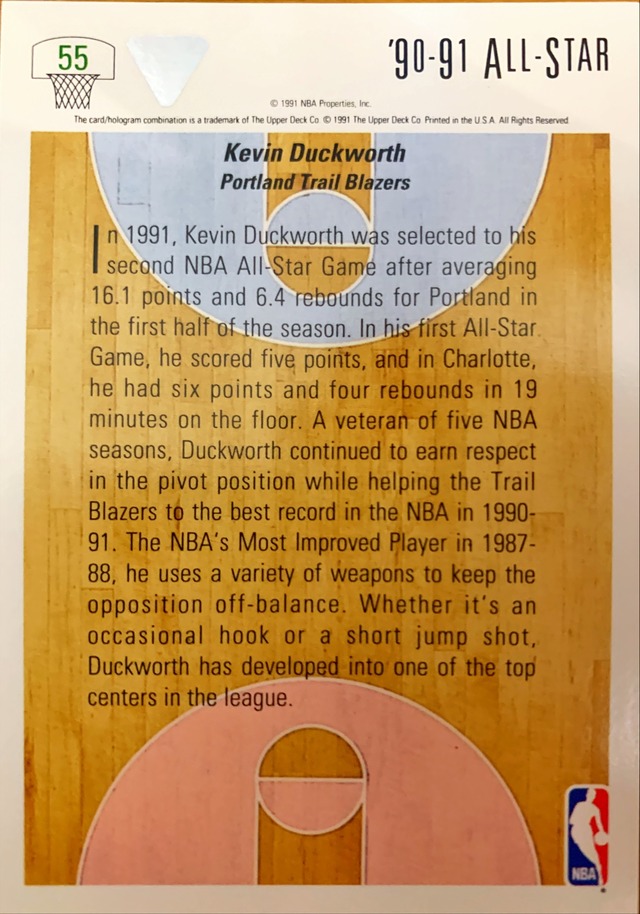 55
'90-91 ALL-STAR
© 1991 NBA Properties, Inc.
The card/hologram combination is a trademark of The Upper Deck Co. © 1991 The Upper Deck Co. Printed in the U.S.A. All Rights Reserved
Kevin Duckworth
Portland Trail Blazers
In 1991, Kevin Duckworth was selected to his
second NBA All-Star Game after averaging
16.1 points and 6.4 rebounds for Portland in
the first half of the season. In his first All-Star
Game, he scored five points, and in Charlotte,
he had six points and four rebounds in 19
minutes on the floor. A veteran of five NBA
seasons, Duckworth continued to earn respect
in the pivot position while helping the Trail
Blazers to the best record in the NBA in 1990-
91. The NBA's Most Improved Player in 1987-
88, he uses a variety of weapons to keep the
opposition off-balance. Whether it's an
occasional hook or a short jump shot,
Duckworth has developed into one of the top
centers in the league.
NBA